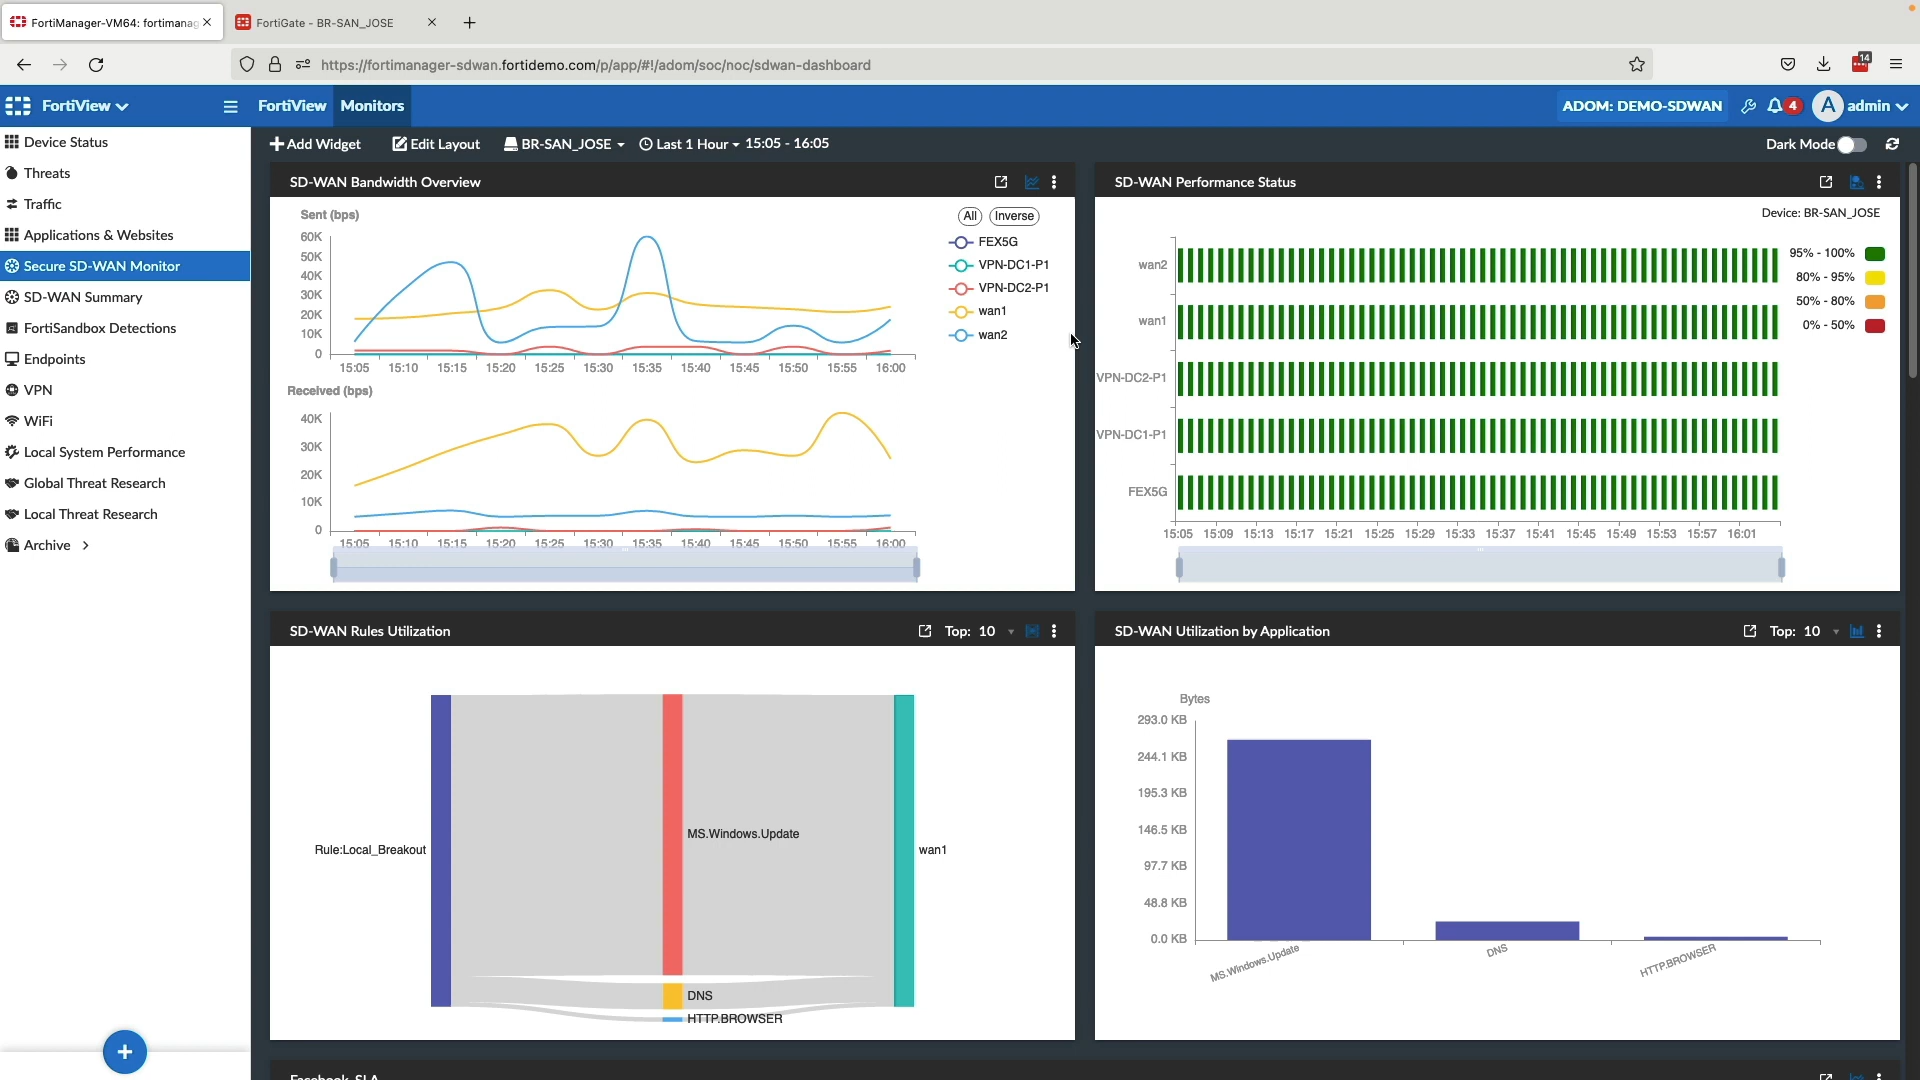 FortiManager-VM64: fortimanag
FortiGate - BR-SAN_JOSE
https://fortimanager-sdwan.fortidemo.com/p/app/#!/adom/soc/noc/sdwan-dashboard
14
FortiView
FortiView
Monitors
ADOM: DEMO-SDWAN
4
A
admin
Device Status
Threats
Traffic
Applications & Websites
Secure SD-WAN Monitor
SD-WAN Summary
FortiSandbox Detections
Endpoints
VPN
WiFi
Local System Performance
Global Threat Research
Local Threat Research
Archive
Add Widget
Edit Layout
BR-SAN_JOSE
Last 1 Hour
15:05 - 16:05
Dark Mode
SD-WAN Bandwidth Overview
Sent (bps)
60K
50K
40K
30K
20K
10K
0
15:05 15:10 15:15 15:20 15:25 15:30 15:35 15:40 15:45 15:50 15:55 16:00
All
Inverse
FEX5G
VPN-DC1-P1
VPN-DC2-P1
wan1
wan2
Received (bps)
40K
30K
20K
10K
0
15:05 15:10 15:15 15:20 15:25 15:30 15:35 15:40 15:45 15:50 15:55 16:00
SD-WAN Performance Status
Device: BR-SAN_JOSE
wan2
wan1
VPN-DC2-P1
VPN-DC1-P1
FEX5G
95% - 100%
80% - 95%
50% - 80%
0% - 50%
15:05 15:09 15:13 15:17 15:21 15:25 15:29 15:33 15:37 15:41 15:45 15:49 15:53 15:57 16:01
SD-WAN Rules Utilization
Top: 10
Rule:Local_Breakout
MS.Windows.Update
wan1
DNS
HTTP.BROWSER
SD-WAN Utilization by Application
Top: 10
Bytes
293.0 KB
244.1 KB
195.3 KB
146.5 KB
97.7 KB
48.8 KB
0.0 KB
MS.Windows.Update
DNS
HTTP.BROWSER
Facebook_SLA